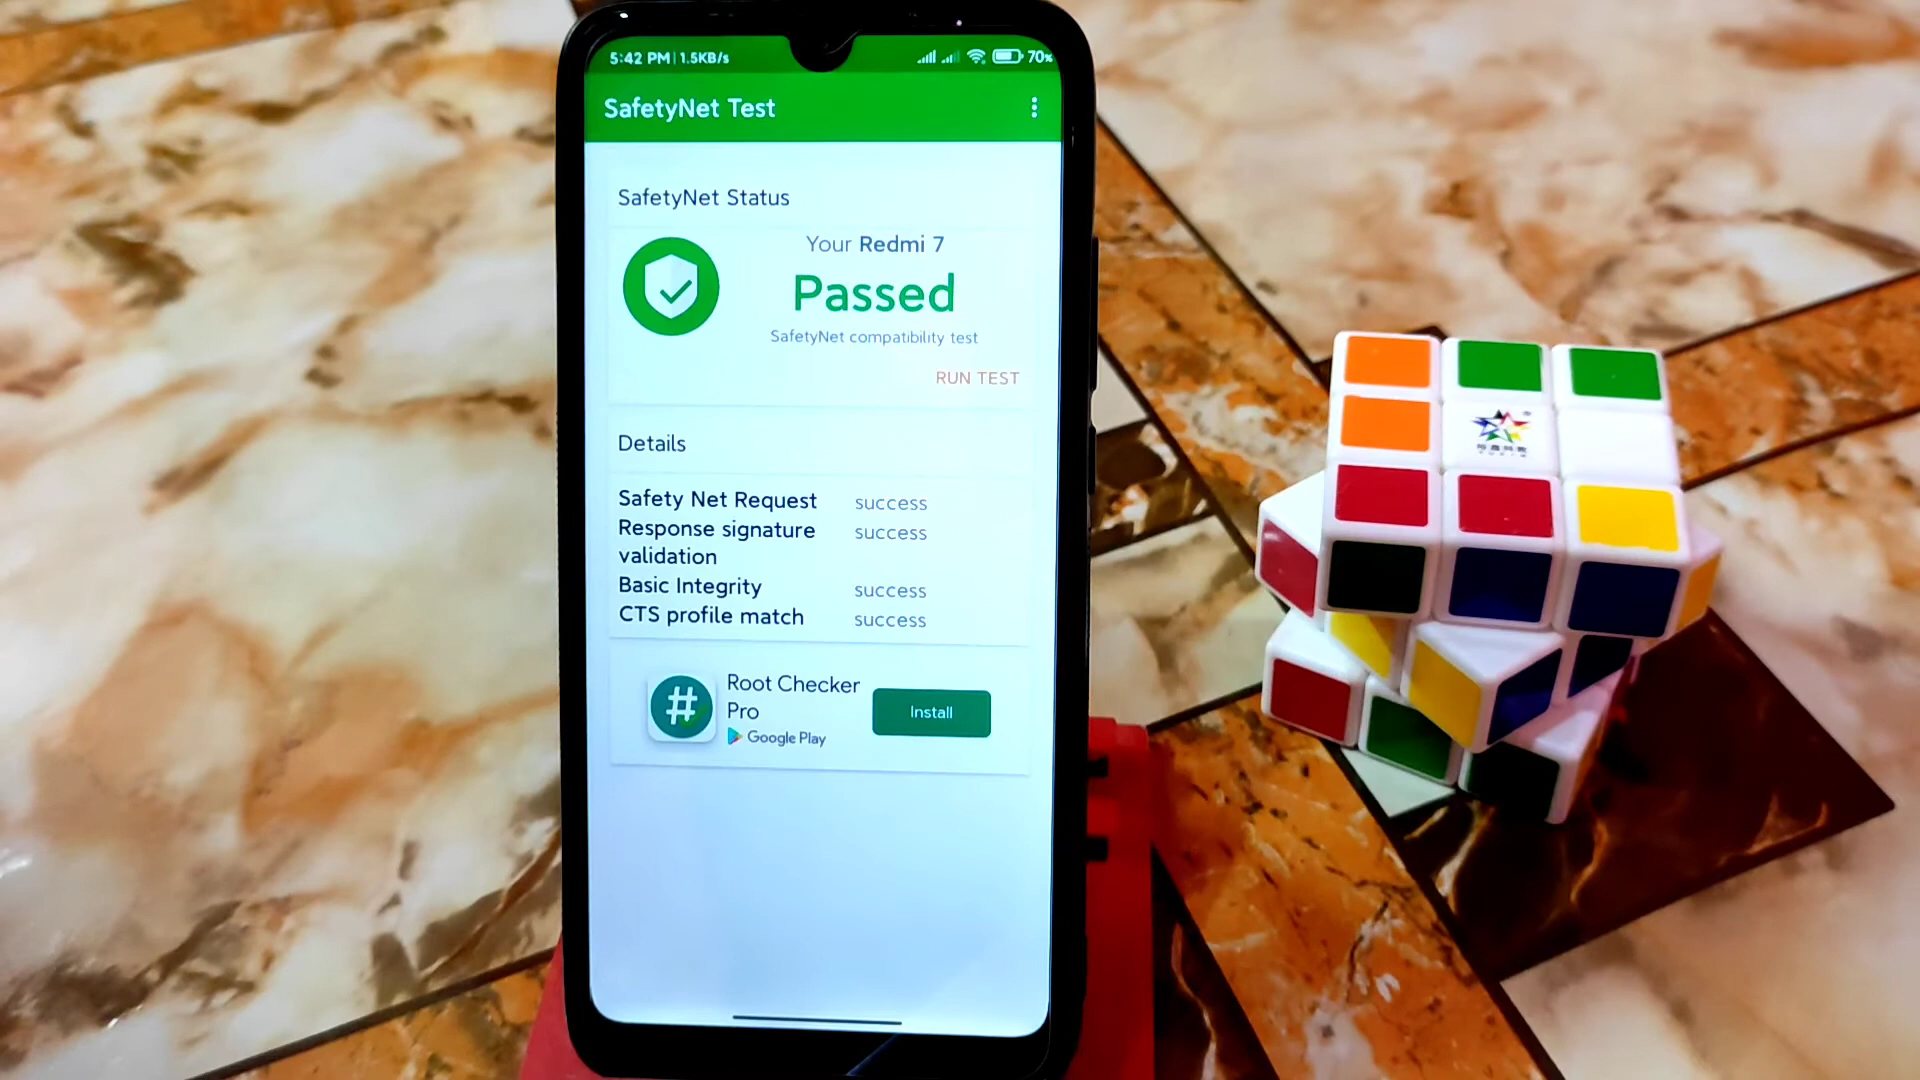 5:42 PM | 1.5KB/s 70%
SafetyNet Test
SafetyNet Status
Your Redmi 7
Passed
SafetyNet compatibility test
RUN TEST
Details
Safety Net Request success
Response signature success
validation
Basic Integrity success
CTS profile match success
Root Checker
Pro
Google Play
Install